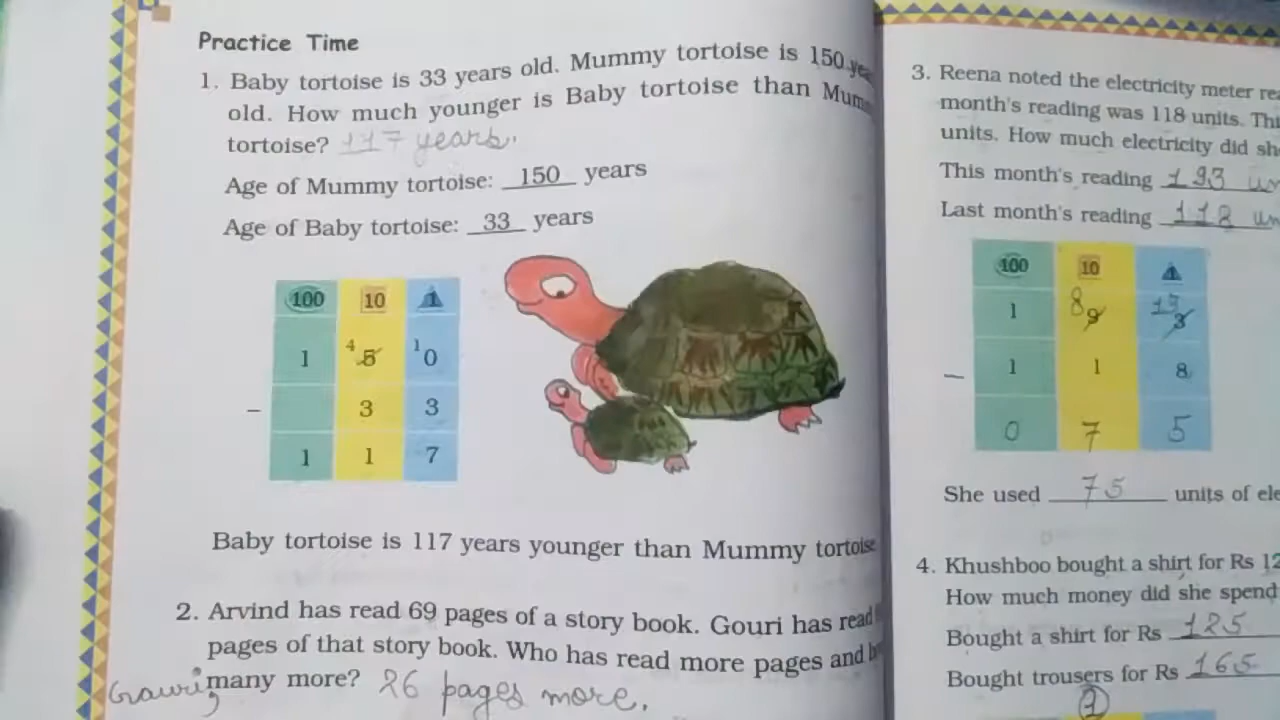 Practice Time
1. Baby tortoise is 33 years old. Mummy tortoise is 150
old. How much younger is Baby tortoise than
tortoise? 117 years.
Age of Mummy tortoise: 150 years
Age of Baby tortoise: 33 years
100 10 1
1 4 5 1 0
- 3 3
1 1 7
Baby tortoise is 117 years younger than Mummy tortoise
2. Arvind has read 69 pages of a story book. Gouri has read
pages of that story book. Who has read more pages and
many more? 26 pages more.
3. Reena noted the electricity meter
month's reading was 118 units.
units. How much electricity did
This month's reading 193
Last month's reading 118
100 10 1
1 8 9 13 3
- 1 1 8
0 7 5
She used 75 units of
4. Khushboo bought a shirt for Rs
How much money did she spend
Bought a shirt for Rs 125
Bought trousers for Rs 165
1